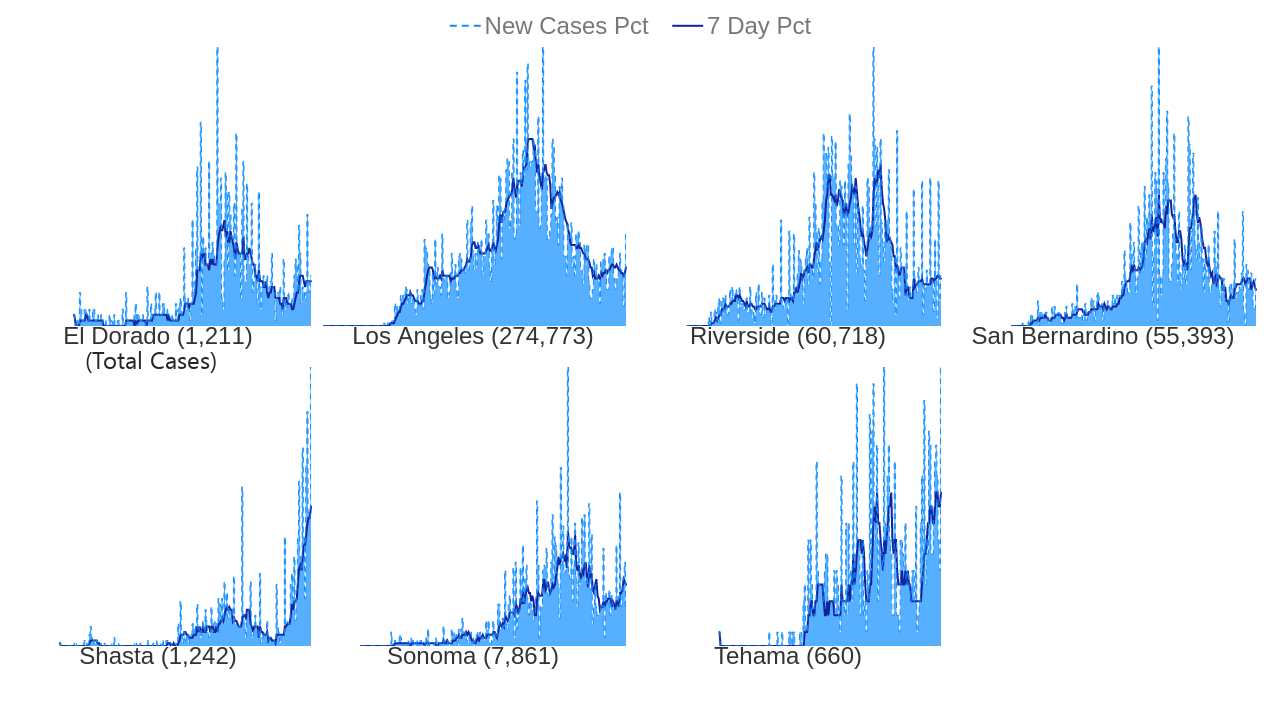 New Cases Pct 7 Day Pct
El Dorado (1,211)
(Total Cases)
Los Angeles (274,773)
Riverside (60,718)
San Bernardino (55,393)
Shasta (1,242)
Sonoma (7,861)
Tehama (660)